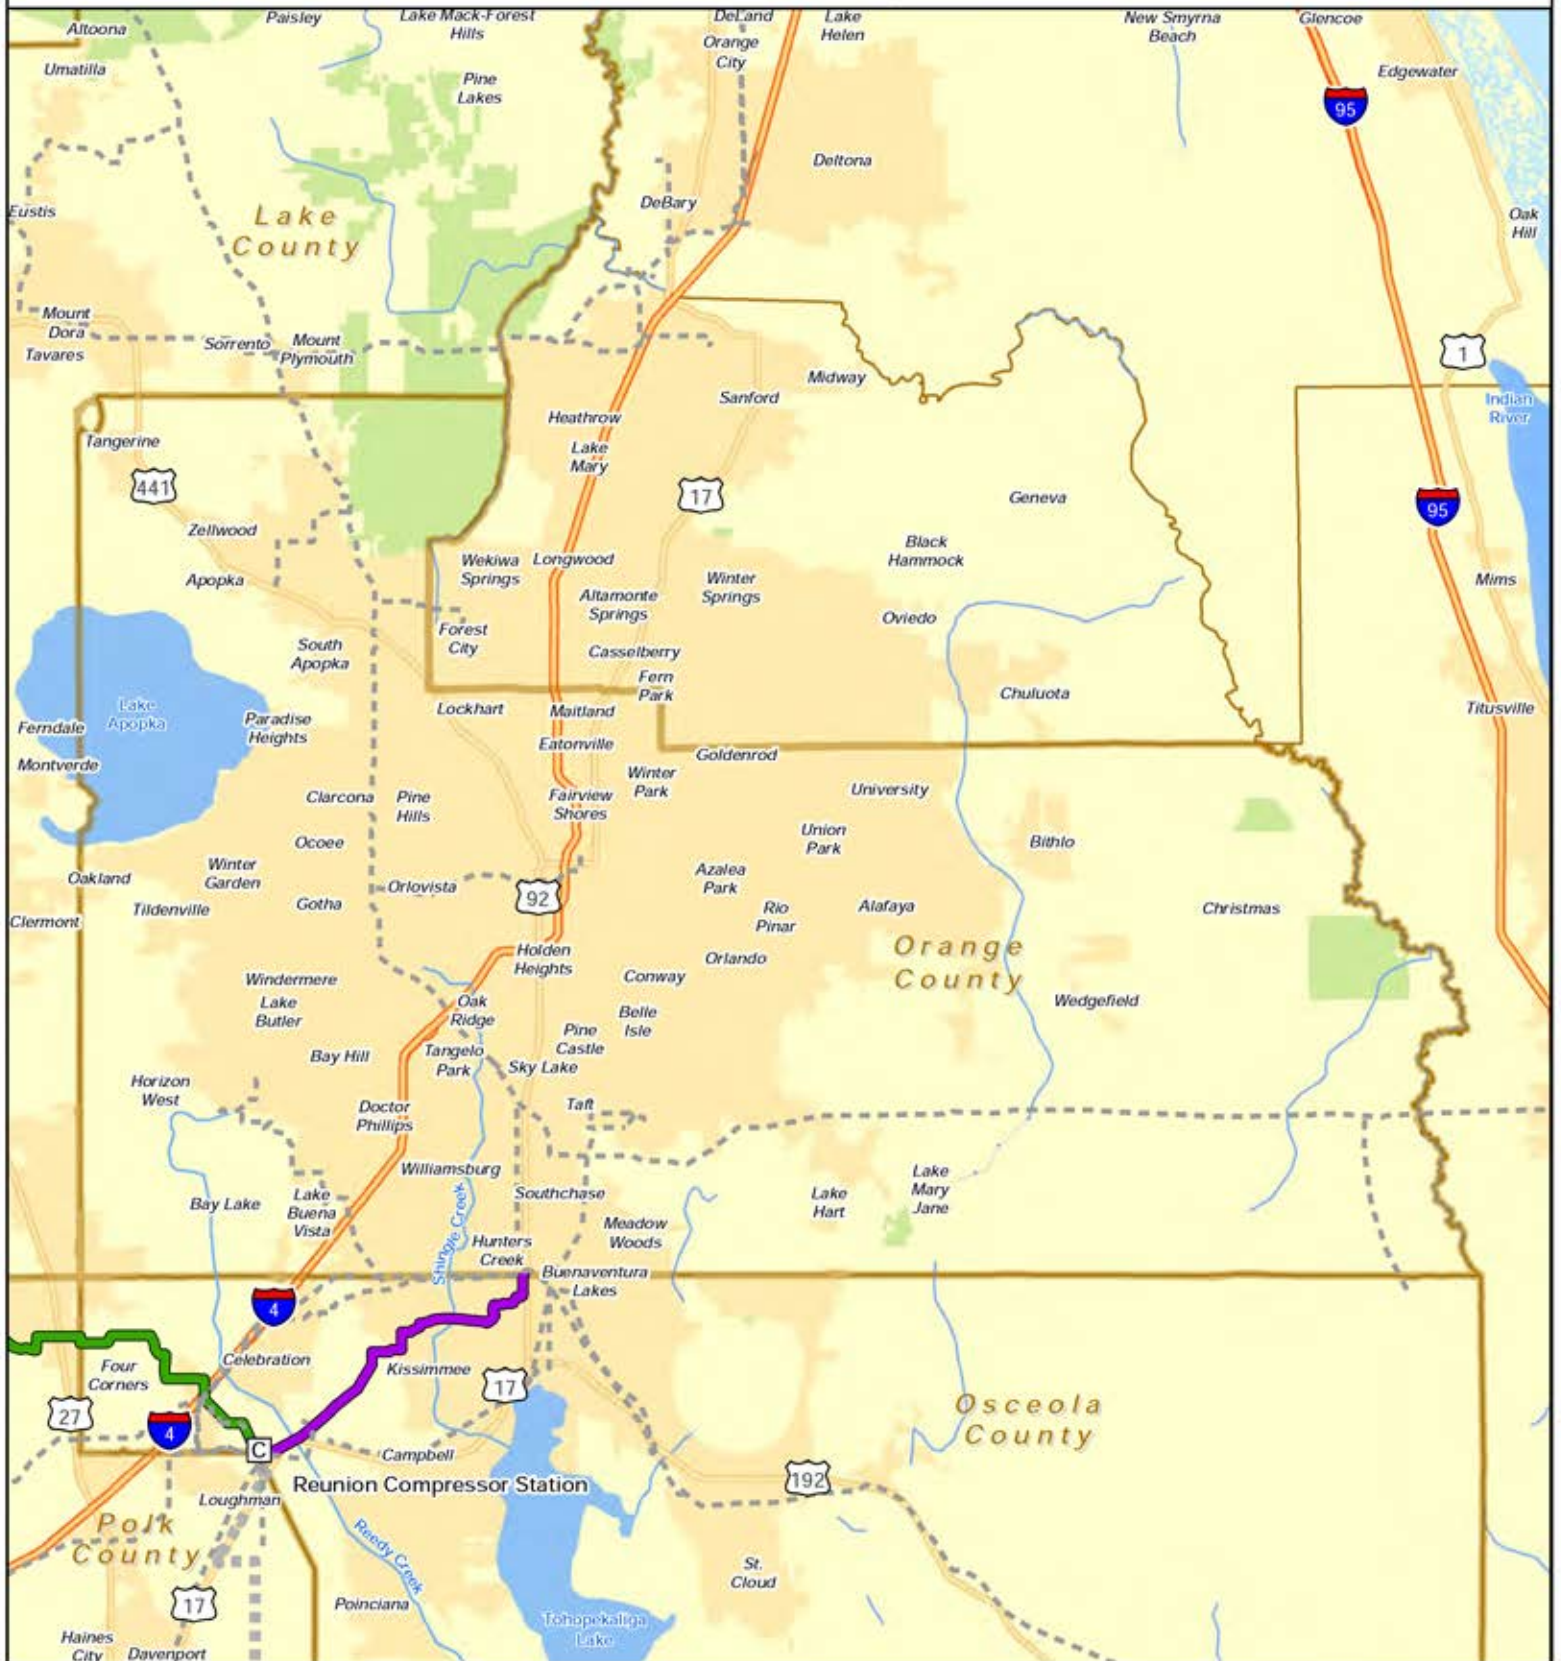 Altoona
Paisley
Lake Mack-Forest
Hills
DeLand
Lake
Helen
New Smyrna
Beach
Glencoe
Umatilla
Pine
Lakes
Orange
City
Edgewater
95
Deltona
DeBary
Eustis
Lake
County
Oak
Hill
Mount
Dora
Tavares
Sorrento
Mount
Plymouth
1
Midway
Sanford
Indian
River
Heathrow
Lake
Mary
Tangerine
441
17
Geneva
95
Zellwood
Apopka
Wekiwa
Springs
Longwood
Altamonte
Springs
Winter
Springs
Black
Hammock
Mims
Oviedo
Forest
City
South
Apopka
Casselberry
Fern
Park
Chuluota
Lake
Apopka
Ferndale
Montverde
Paradise
Heights
Lockhart
Maitland
Eatonville
Titusville
Goldenrod
Winter
Park
University
Clarcona
Pine
Hills
Fairview
Shores
Ocoee
Union
Park
Bithlo
Oakland
Winter
Garden
Orlovista
92
Azalea
Park
Clermont
Tildenville
Gotha
Rio
Pinar
Alafaya
Christmas
Orange
County
Holden
Heights
Orlando
Conway
Windermere
Lake
Butler
Oak
Ridge
Belle
Isle
Wedgefield
Pine
Castle
Bay Hill
Tangelo
Park
Sky Lake
Horizon
West
Doctor
Phillips
Taft
Williamsburg
Bay Lake
Lake
Buena
Vista
Shingle Creek
Southchase
Lake
Hart
Lake
Mary
Jane
Meadow
Woods
Hunters
Creek
Buenaventura
Lakes
4
Four
Corners
Celebration
Kissimmee
17
27
4
Osceola
County
C
Campbell
Reunion Compressor Station
192
Loughman
Polk
County
Reedy Creek
St.
Cloud
17
Poinciana
Tohopekaliga
Lake
Haines
City
Davenport